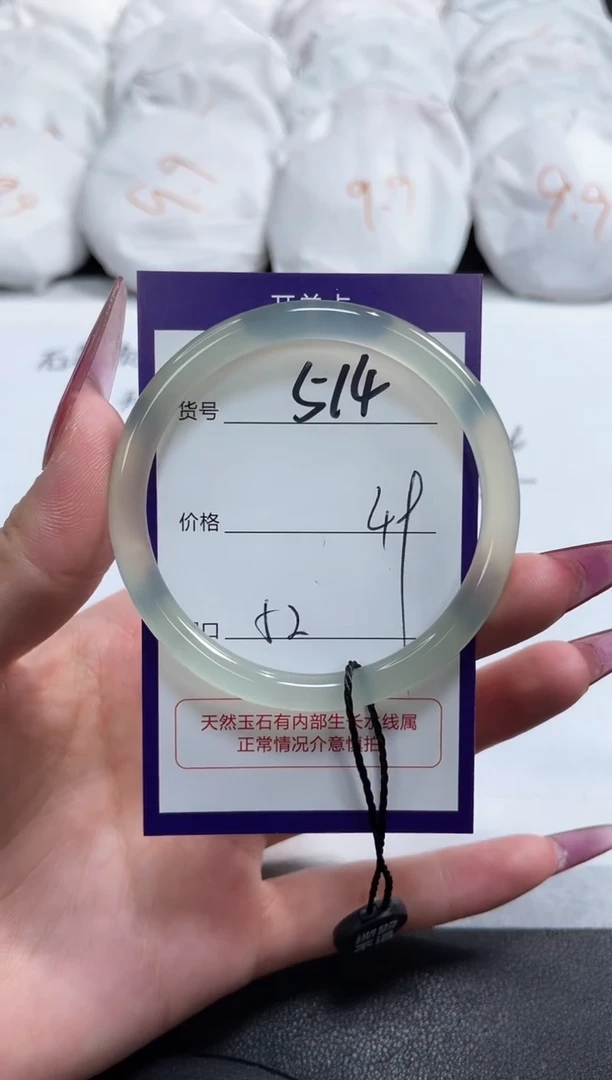 5.9
9.9
9.9
开单卡
货号 514
价格 49
口 52
天然玉石有内部生长水线属
正常情况介意慎拍